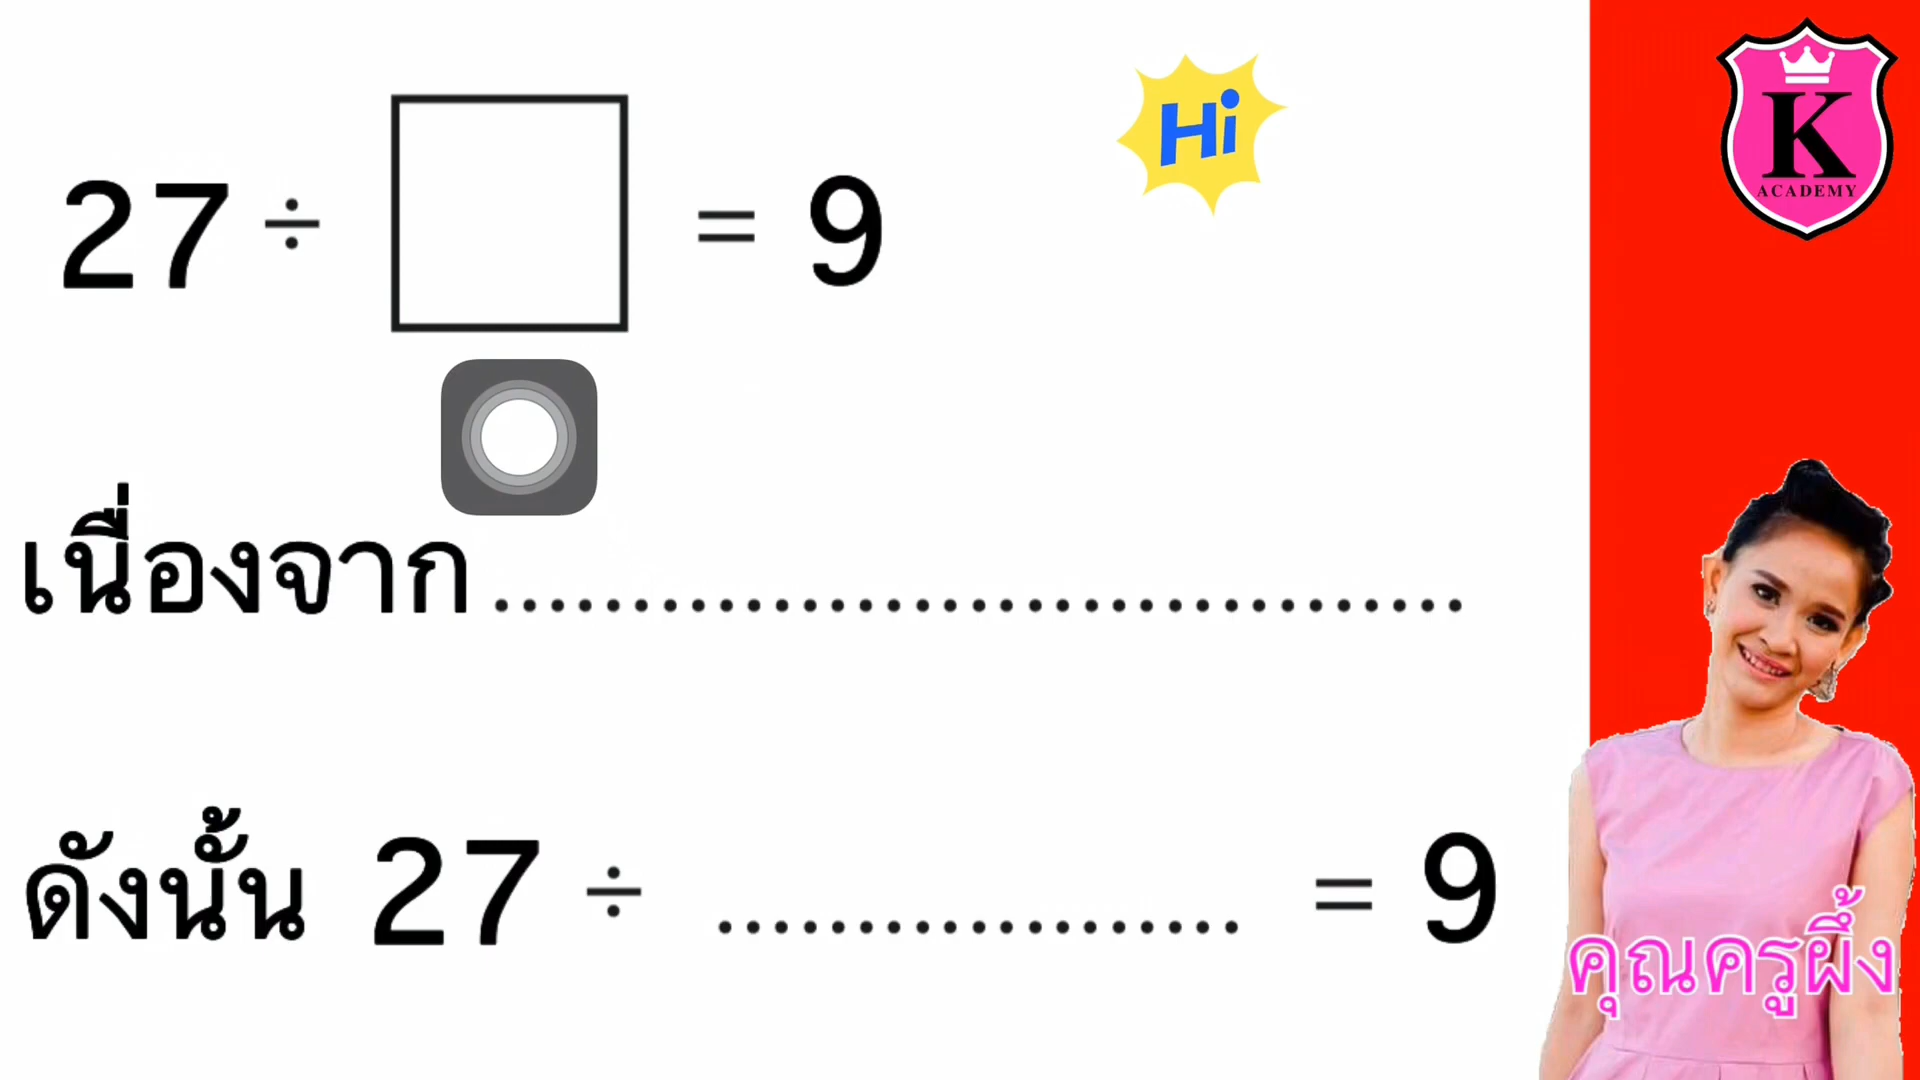 27 ÷ = 9
Hi
K
ACADEMY
เนื่องจาก...................................
ดังนั้น 27 ÷ ................... = 9
คุณครูผึ้ง